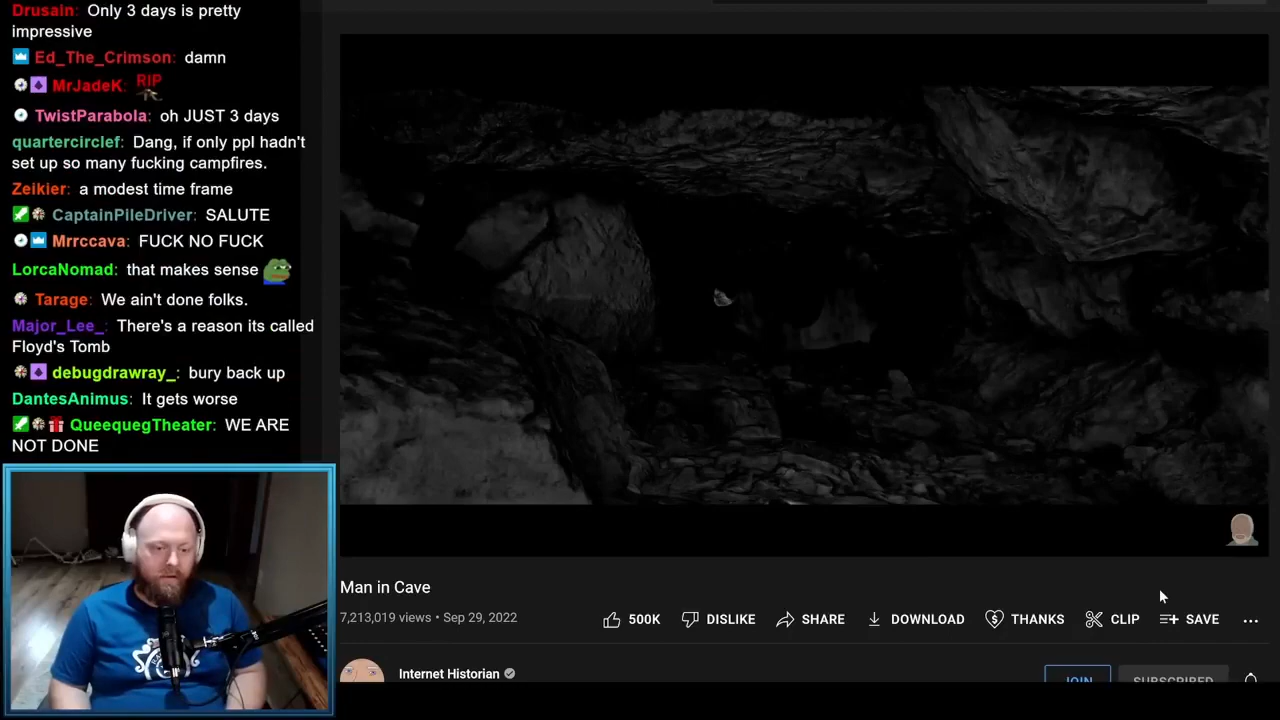 Drusain: Only 3 days is pretty
impressive
Ed_The_Crimson: damn
MrJadeK: RIP
TwistParabola: oh JUST 3 days
quartercirclef: Dang, if only ppl hadn't
set up so many fucking campfires.
Zeikier: a modest time frame
CaptainPileDriver: SALUTE
Mrrccava: FUCK NO FUCK
LorcaNomad: that makes sense
Tarage: We ain't done folks.
Major_Lee_: There's a reason its called
Floyd's Tomb
debugdrawray_: bury back up
DantesAnimus: It gets worse
QueequegTheater: WE ARE
NOT DONE
Man in Cave
7,213,019 views • Sep 29, 2022
500K DISLIKE SHARE DOWNLOAD THANKS CLIP SAVE
Internet Historian
JOIN SUBSCRIBED